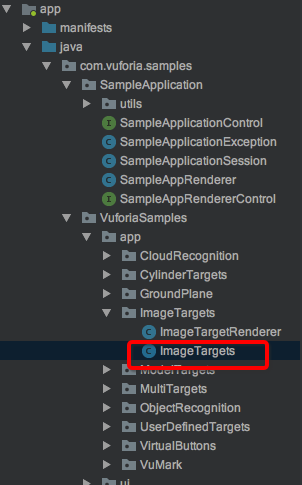 app
manifests
java
com.vuforia.samples
SampleApplication
utils
SampleApplicationControl
SampleApplicationException
SampleApplicationSession
SampleAppRenderer
SampleAppRendererControl
VuforiaSamples
app
CloudRecognition
CylinderTargets
GroundPlane
ImageTargets
ImageTargetRenderer
ImageTargets
ModelTargets
MultiTargets
ObjectRecognition
UserDefinedTargets
VirtualButtons
VuMark
ui